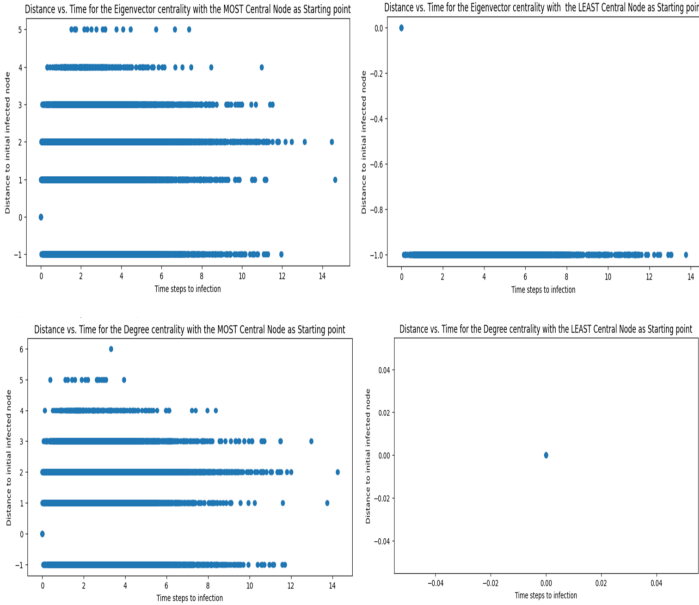 Distance vs. Time for the Eigenvector centrality with the MOST Central Node as Starting point
5
4
3
2
1
0
−1
Distance to initial infected node
0 2 4 6 8 10 12 14
Time steps to infection
Distance vs. Time for the Eigenvector centrality with the LEAST Central Node as Starting poin
0.0
−0.2
−0.4
−0.6
−0.8
−1.0
Distance to initial infected node
0 2 4 6 8 10 12 14
Time steps to infection
Distance vs. Time for the Degree centrality with the MOST Central Node as Starting point
6
5
4
3
2
1
0
−1
Distance to initial infected node
0 2 4 6 8 10 12 14
Time steps to infection
Distance vs. Time for the Degree centrality with the LEAST Central Node as Starting point
0.04
0.02
0.00
−0.02
−0.04
Distance to initial infected node
−0.04 −0.02 0.00 0.02 0.04
Time steps to infection